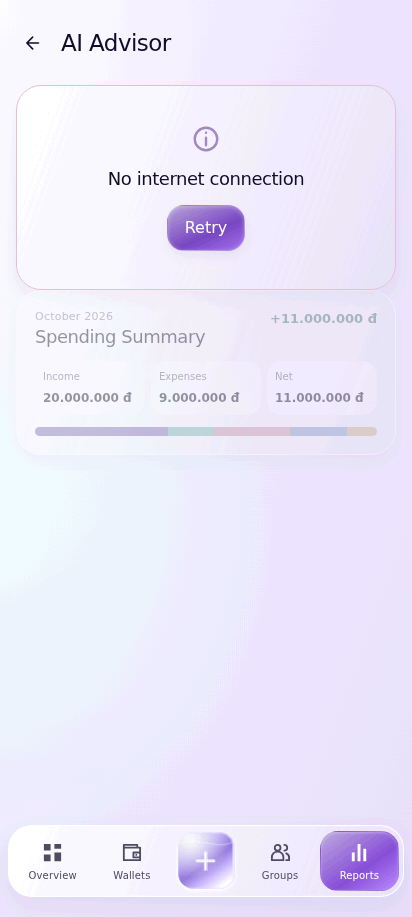 AI Advisor
No internet connection
Retry
October 2026
+11.000.000 đ
Spending Summary
Income
Expenses
Net
20.000.000 đ
9.000.000 đ
11.000.000 đ
Overview
Wallets
Groups
Reports